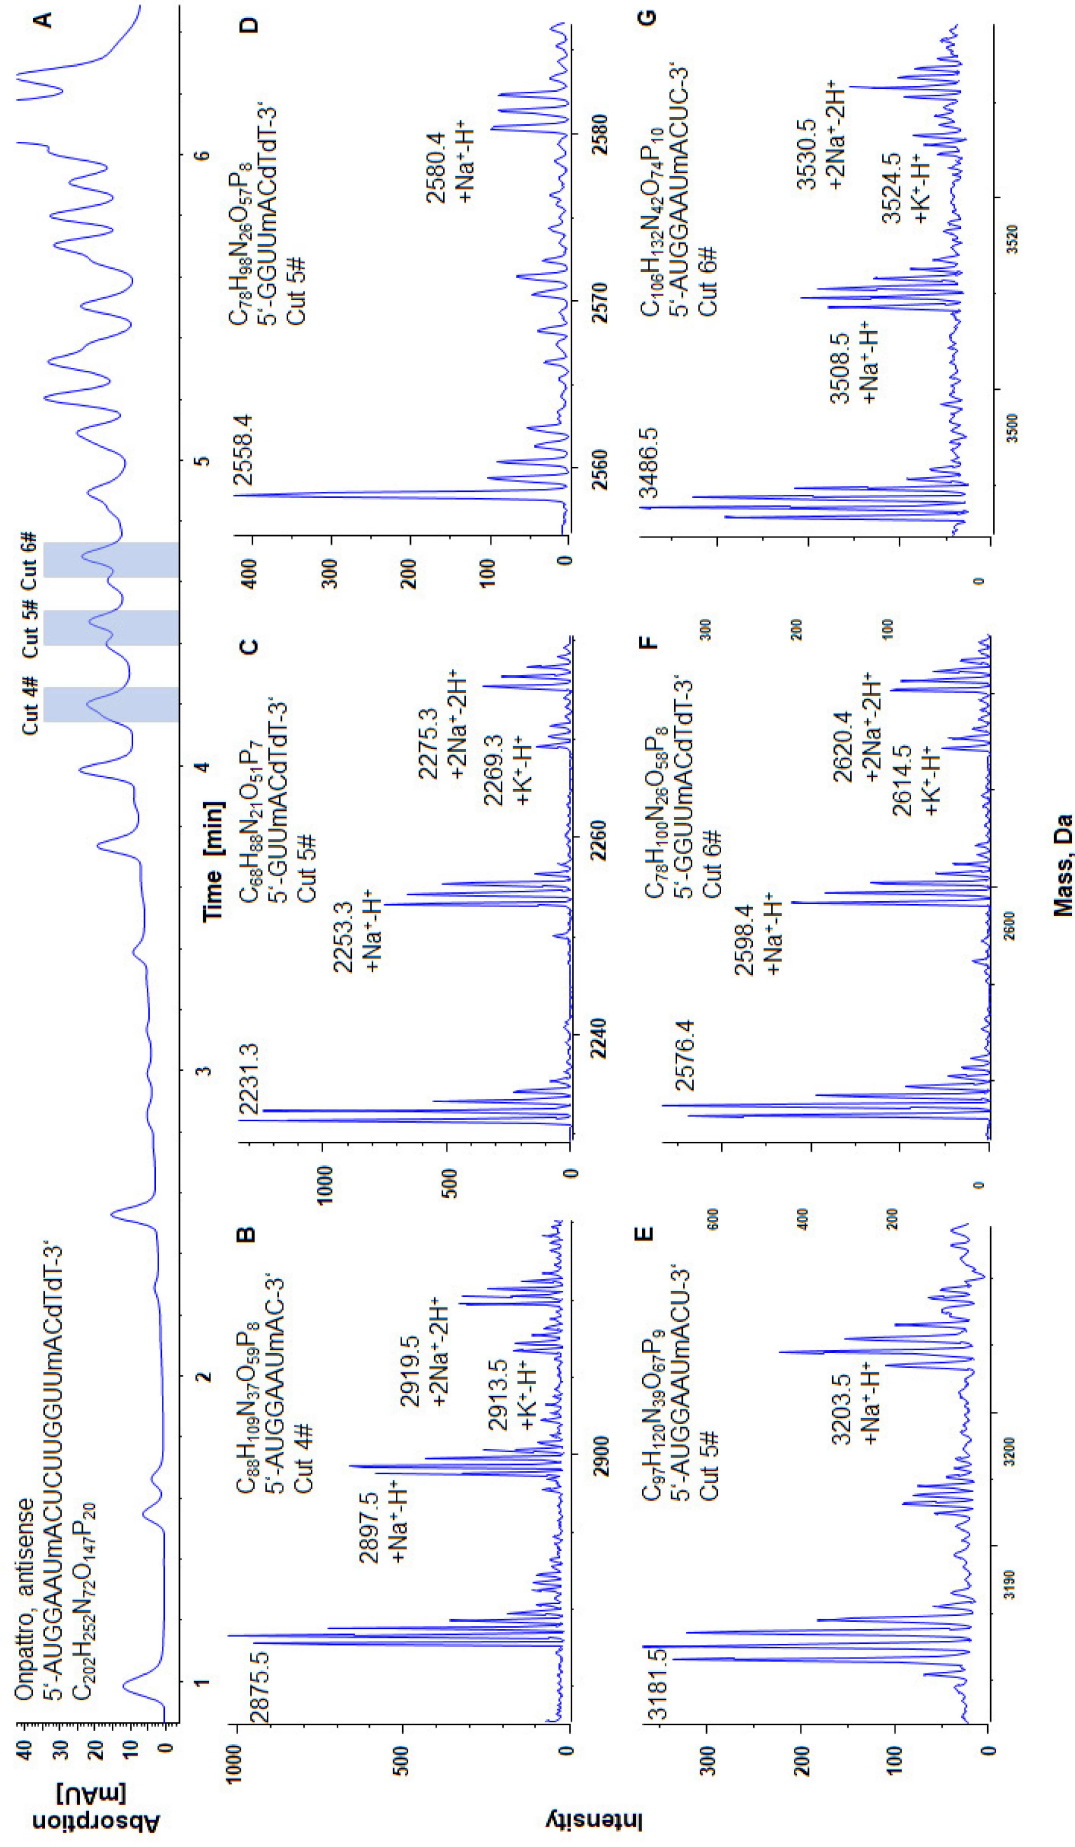 A
Onpattro, antisense
5‘-AUGGAAUmACUCUUGGUUmACdTdT-3‘
C₂₀₂H₂₅₂N₇₂O₁₄₇P₂₀
Cut 4#
Cut 5#
Cut 6#
Absorption
[mAU]
40
30
20
10
0
1
2
3
4
5
6
Time [min]
Intensity
B
C₈₈H₁₀₉N₃₇O₅₉P₈
5‘-AUGGAAUmAC-3‘
Cut 4#
2875.5
2897.5
+Na⁺-H⁺
2919.5
+2Na⁺-2H⁺
2913.5
+K⁺-H⁺
1000
500
0
2900
C
C₆₈H₈₈N₂₁O₅₁P₇
5‘-GUUmACdTdT-3‘
Cut 5#
2231.3
2253.3
+Na⁺-H⁺
2275.3
+2Na⁺-2H⁺
2269.3
+K⁺-H⁺
1000
500
0
2240
2260
D
C₇₈H₉₈N₂₆O₅₇P₈
5‘-GGUUmACdTdT-3‘
Cut 5#
2558.4
2580.4
+Na⁺-H⁺
400
300
200
100
0
2560
2570
2580
E
C₉₇H₁₂₀N₃₉O₆₇P₉
5‘-AUGGAAUmACU-3‘
Cut 5#
3181.5
3203.5
+Na⁺-H⁺
300
200
100
0
3190
3200
F
C₇₈H₁₀₀N₂₆O₅₈P₈
5‘-GGUUmACdTdT-3‘
Cut 6#
2576.4
2598.4
+Na⁺-H⁺
2620.4
+2Na⁺-2H⁺
2614.5
+K⁺-H⁺
600
400
200
0
2600
G
C₁₀₆H₁₃₂N₄₂O₇₄P₁₀
5‘-AUGGAAUmACUC-3‘
Cut 6#
3486.5
3508.5
+Na⁺-H⁺
3530.5
+2Na⁺-2H⁺
3524.5
+K⁺-H⁺
300
200
100
0
3500
3520
Mass, Da